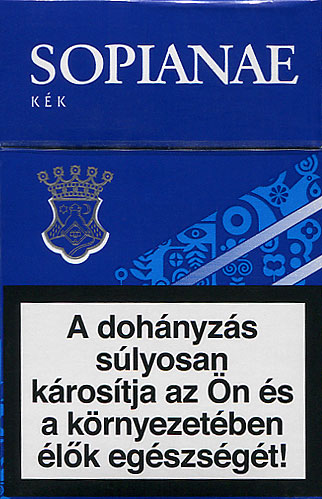 SOPIANAE
KÉK
A dohányzás
súlyosan
károsítja az Ön és
a környezetében
élők egészségét!